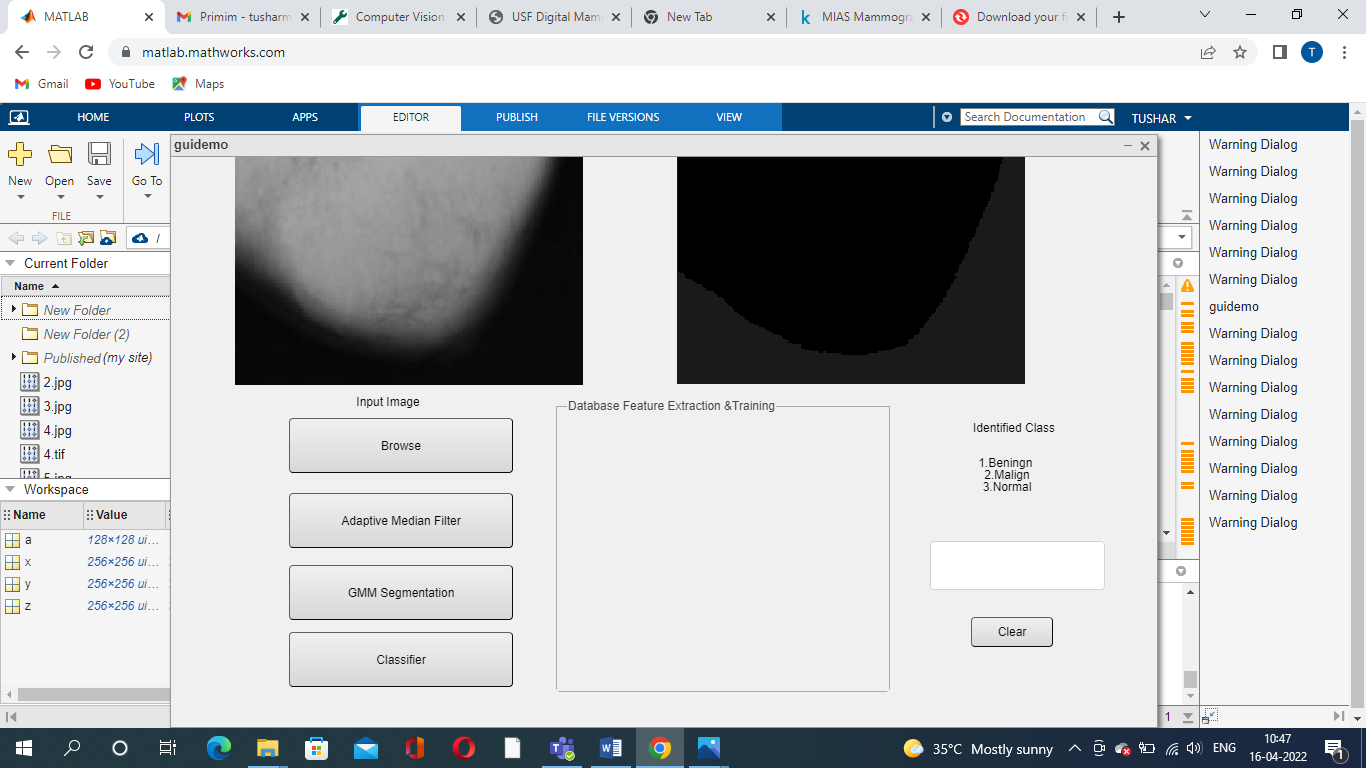 MATLAB
Primim - tusharm
Computer Vision
USF Digital Mam
New Tab
MIAS Mammogra
Download your f
matlab.mathworks.com
T
Gmail
YouTube
Maps
HOME
PLOTS
APPS
EDITOR
PUBLISH
FILE VERSIONS
VIEW
Search Documentation
TUSHAR
New
Open
Save
Go To
FILE
/
Current Folder
Name
New Folder
New Folder (2)
Published (my site)
2.jpg
3.jpg
4.jpg
4.tif
5.jpg
Workspace
Name
Value
a
128×128 ui...
x
256×256 ui...
y
256×256 ui...
z
256×256 ui...
guidemo
Input Image
Browse
Adaptive Median Filter
GMM Segmentation
Classifier
Database Feature Extraction &Training
Identified Class
1.Beningn
2.Malign
3.Normal
Clear
Warning Dialog
Warning Dialog
Warning Dialog
Warning Dialog
Warning Dialog
Warning Dialog
guidemo
Warning Dialog
Warning Dialog
Warning Dialog
Warning Dialog
Warning Dialog
Warning Dialog
Warning Dialog
Warning Dialog
1
35°C Mostly sunny
ENG
10:47
16-04-2022
1